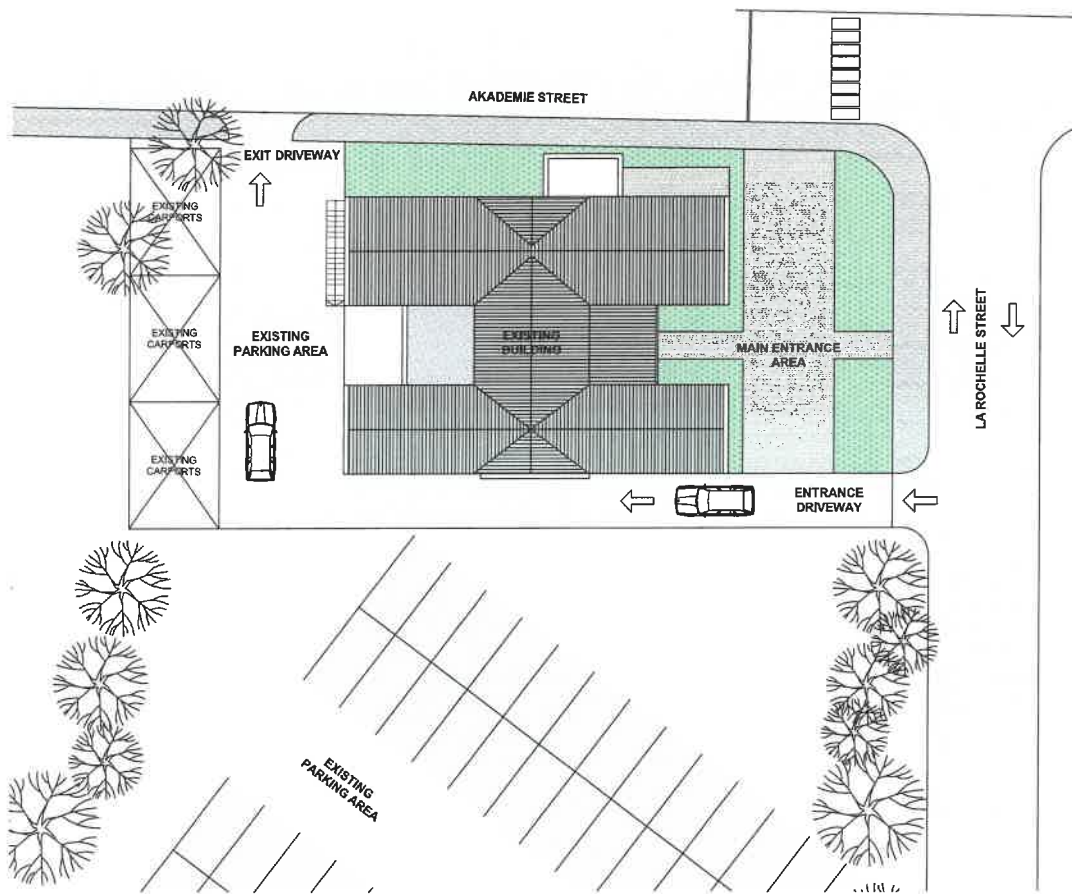 AKADEMIE STREET
EXIT DRIVEWAY
EXISTING
CARPORTS
EXISTING
PARKING AREA
EXISTING
CARPORTS
EXISTING
BUILDING
MAIN ENTRANCE
AREA
LA ROCHELLE STREET
EXISTING
CARPORTS
ENTRANCE
DRIVEWAY
EXISTING
PARKING AREA